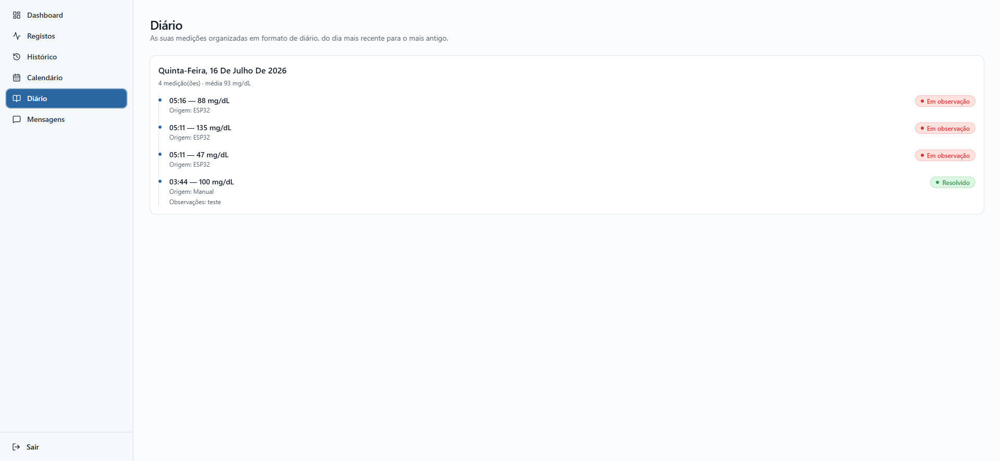 Dashboard
Registos
Histórico
Calendário
Diário
Mensagens
Sair
Diário
As suas medições organizadas em formato de diário, do dia mais recente para o mais antigo.
Quinta-Feira, 16 De Julho De 2026
4 medição(ões) · média 93 mg/dL
05:16 — 88 mg/dL
Em observação
Origem: ESP32
05:11 — 135 mg/dL
Em observação
Origem: ESP32
05:11 — 47 mg/dL
Em observação
Origem: ESP32
03:44 — 100 mg/dL
Resolvido
Origem: Manual
Observações: teste